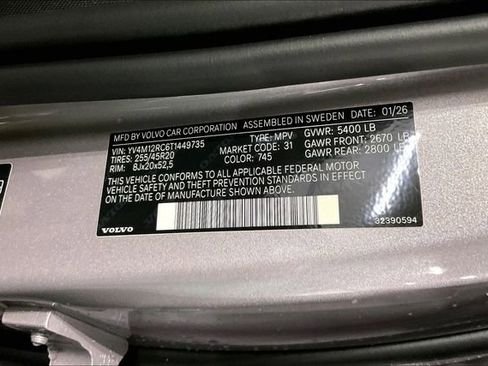 MFD BY VOLVO CAR CORPORATION ASSEMBLED IN SWEDEN 01/26
VIN: YV4M12RC6T1449735 TYPE: MPV GVWR: 5400 LB
TIRES: 255/45R20 MARKET CODE: 31 GAWR FRONT: 2670 LB
RIM: 8Jx20x52,5 COLOR: 745 GAWR REAR: 2800 LB
THIS VEHICLE CONFORMS TO ALL APPLICABLE FEDERAL MOTOR
VEHICLE SAFETY AND THEFT PREVENTION STANDARDS IN EFFECT
ON THE DATE OF MANUFACTURE SHOWN ABOVE.
VOLVO 32390594